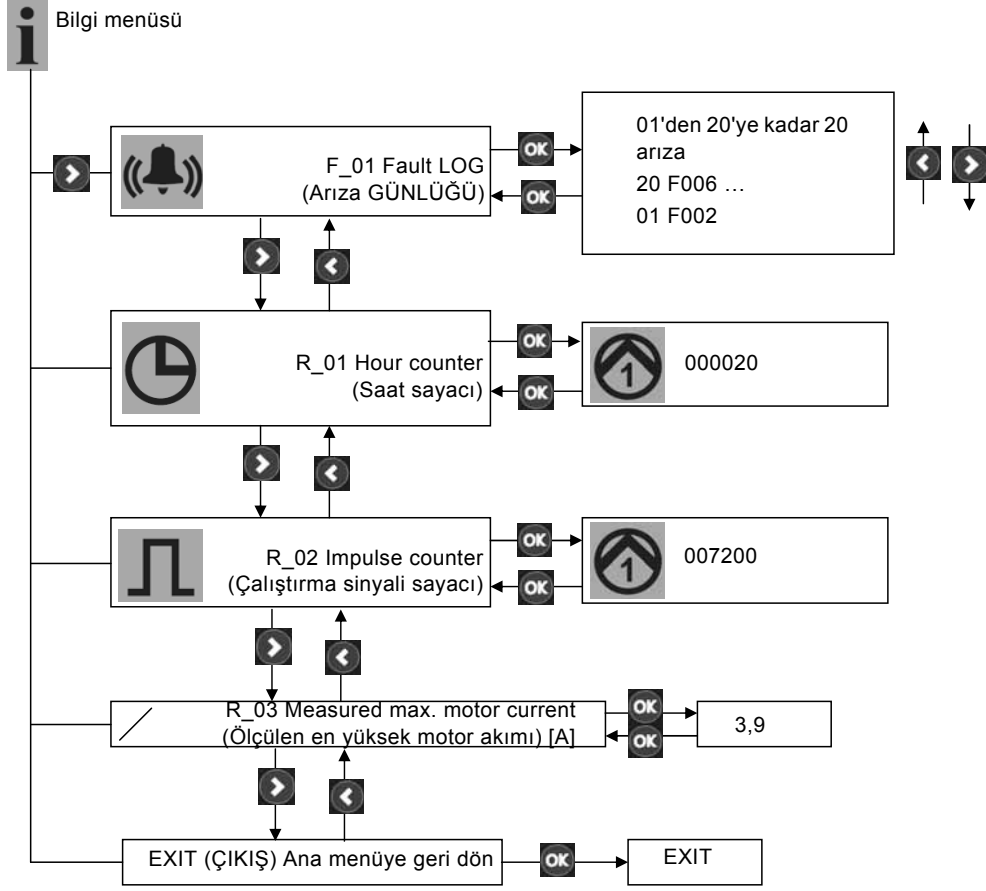 i
Bilgi menüsü
F_01 Fault LOG
(Arıza GÜNLÜĞÜ)
OK
OK
01'den 20'ye kadar 20
arıza
20 F006 …
01 F002
R_01 Hour counter
(Saat sayacı)
OK
OK
1
000020
R_02 Impulse counter
(Çalıştırma sinyali sayacı)
OK
OK
1
007200
R_03 Measured max. motor current
(Ölçülen en yüksek motor akımı) [A]
OK
OK
3,9
EXIT (ÇIKIŞ) Ana menüye geri dön
OK
EXIT